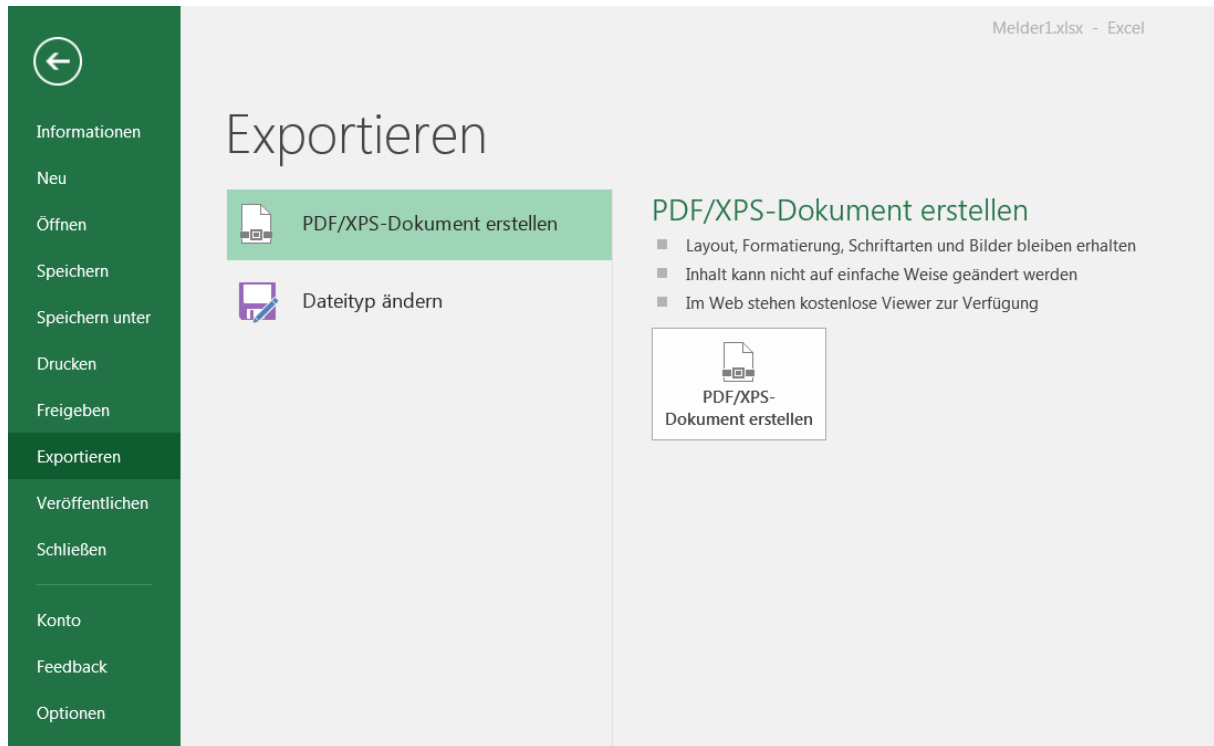 Melder1.xlsx - Excel
Informationen
Neu
Öffnen
Speichern
Speichern unter
Drucken
Freigeben
Exportieren
Veröffentlichen
Schließen
Konto
Feedback
Optionen
Exportieren
PDF/XPS-Dokument erstellen
Dateityp ändern
PDF/XPS-Dokument erstellen
Layout, Formatierung, Schriftarten und Bilder bleiben erhalten
Inhalt kann nicht auf einfache Weise geändert werden
Im Web stehen kostenlose Viewer zur Verfügung
PDF/XPS-
Dokument erstellen